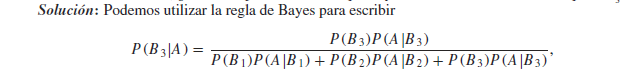 Solución: Podemos utilizar la regla de Bayes para escribir
P(B3|A) = P(B3)P(A|B3) / P(B1)P(A|B1) + P(B2)P(A|B2) + P(B3)P(A|B3),